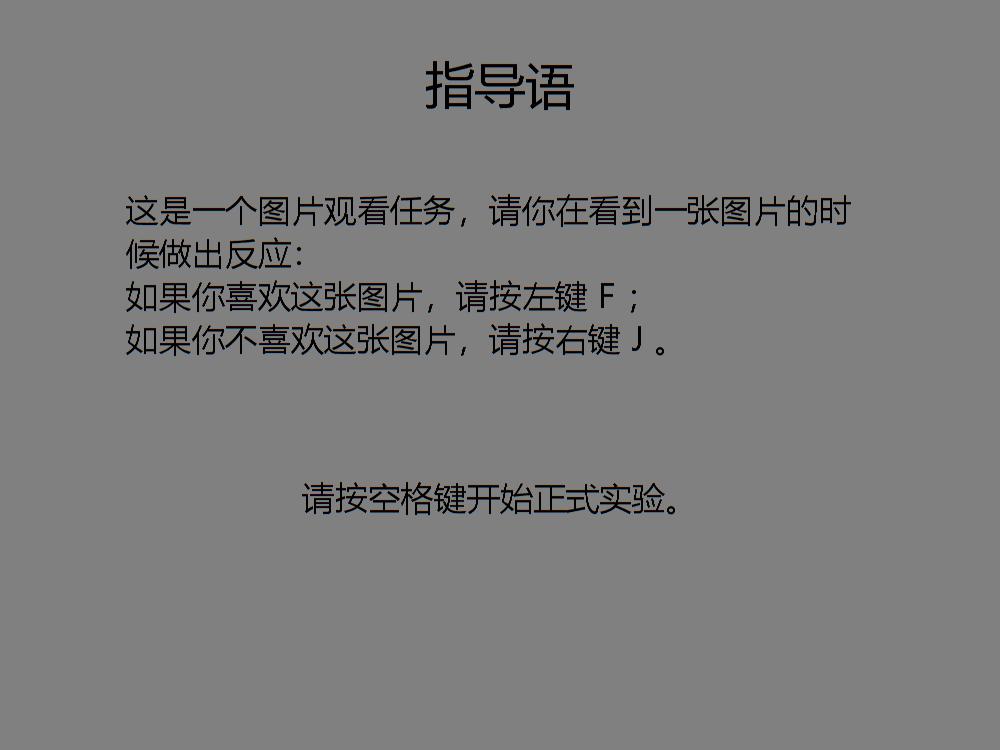 指导语
这是一个图片观看任务，请你在看到一张图片的时
候做出反应：
如果你喜欢这张图片，请按左键 F ；
如果你不喜欢这张图片，请按右键 J 。
请按空格键开始正式实验。